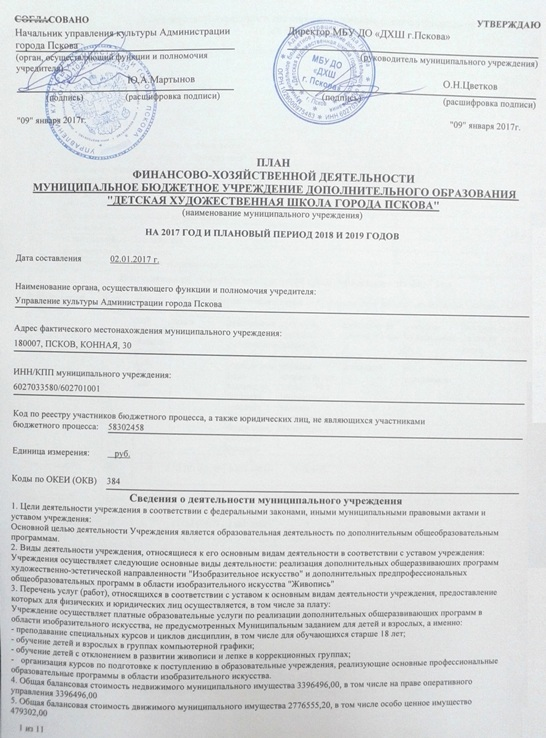 СОГЛАСОВАНО
Начальник управления культуры Администрации
города Пскова
(орган, осуществляющий функции и полномочия
учредителя)
Ю.А.Мартынов
(подпись) (расшифровка подписи)
"09" января 2017г.
УТВЕРЖДАЮ
Директор МБУ ДО «ДХШ г.Пскова»
(руководитель муниципального учреждения)
О.Н.Цветков
(подпись) (расшифровка подписи)
"09" января 2017г.
МБУ ДО
«ДХШ
г. Пскова»
ПЛАН
ФИНАНСОВО-ХОЗЯЙСТВЕННОЙ ДЕЯТЕЛЬНОСТИ
МУНИЦИПАЛЬНОЕ БЮДЖЕТНОЕ УЧРЕЖДЕНИЕ ДОПОЛНИТЕЛЬНОГО ОБРАЗОВАНИЯ
"ДЕТСКАЯ ХУДОЖЕСТВЕННАЯ ШКОЛА ГОРОДА ПСКОВА"
(наименование муниципального учреждения)
НА 2017 ГОД И ПЛАНОВЫЙ ПЕРИОД 2018 И 2019 ГОДОВ
Дата составления 02.01.2017 г.
Наименование органа, осуществляющего функции и полномочия учредителя:
Управление культуры Администрации города Пскова
Адрес фактического местонахождения муниципального учреждения:
180007, ПСКОВ, КОННАЯ, 30
ИНН/КПП муниципального учреждения:
6027033580/602701001
Код по реестру участников бюджетного процесса, а также юридических лиц, не являющихся участниками
бюджетного процесса: 58302458
Единица измерения: руб.
Коды по ОКЕИ (ОКВ) 384
Сведения о деятельности муниципального учреждения
1. Цели деятельности учреждения в соответствии с федеральными законами, иными муниципальными правовыми актами и
уставом учреждения:
Основной целью деятельности Учреждения является образовательная деятельность по дополнительным общеобразовательным
программам.
2. Виды деятельности учреждения, относящиеся к его основным видам деятельности в соответствии с уставом учреждения:
Учреждения осуществляет следующие основные виды деятельности: реализация дополнительных общеразвивающих программ
художественно-эстетической направленности "Изобразительное искусство" и дополнительных предпрофессиональных
общеобразовательных программ в области изобразительного искусства "Живопись"
3. Перечень услуг (работ), относящихся в соответствии с уставом к основным видам деятельности учреждения, предоставление
которых для физических и юридических лиц осуществляется, в том числе за плату:
Учреждение осуществляет платные образовательные услуги по реализации дополнительных общеразвивающих программ в
области изобразительного искусства, не предусмотренных Муниципальным заданием для детей и взрослых, а именно:
- преподавание специальных курсов и циклов дисциплин, в том числе для обучающихся старше 18 лет;
- обучение детей и взрослых в группах компьютерной графики;
- обучение детей с отклонением в развитии живописи и лепке в коррекционных группах;
- организация курсов по подготовке к поступлению в образовательные учреждения, реализующие основные профессиональные
образовательные программы в области изобразительного искусства.
4. Общая балансовая стоимость недвижимого муниципального имущества 3396496,00, в том числе на праве оперативного
управления 3396496,00
5. Общая балансовая стоимость движимого муниципального имущества 2776555,20, в том числе особо ценное имущество
479302,00
1 из 11